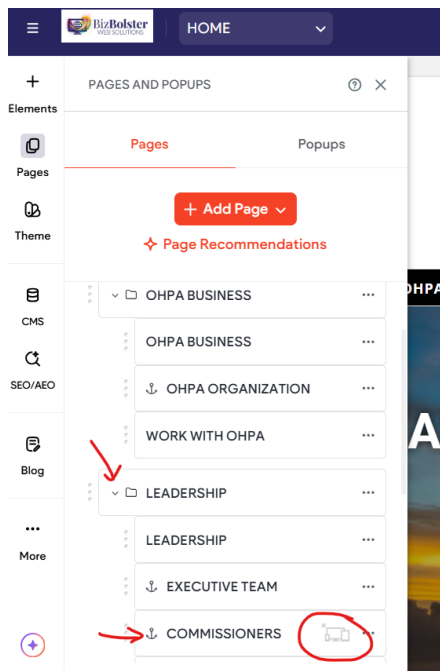 BizBolster
WEB SOLUTIONS
HOME
Elements
PAGES AND POPUPS
Pages
Pages
Popups
Theme
Add Page
Page Recommendations
CMS
OHPA BUSINESS
OHPA
OHPA BUSINESS
SEO/AEO
OHPA ORGANIZATION
WORK WITH OHPA
A
Blog
LEADERSHIP
LEADERSHIP
More
EXECUTIVE TEAM
COMMISSIONERS